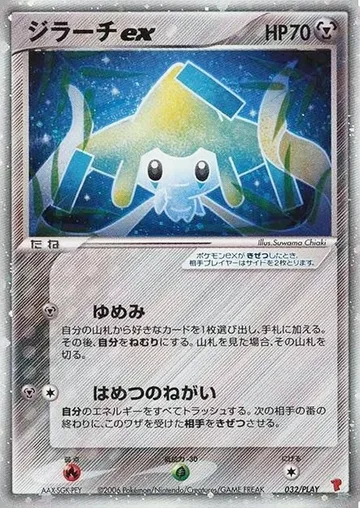 ジラーチex HP70
たね
Illus. Suwama Chiaki
ポケモンexがきぜつしたとき、
相手プレイヤーはサイドを2枚とります。
ゆめみ
自分の山札から好きなカードを1枚選び出し、手札に加える。
その後、自分をねむりにする。山札を見た場合、その山札を
切る。
はめつのねがい
自分のエネルギーをすべてトラッシュする。次の相手の番の
終わりに、このワザを受けた相手をきぜつさせる。
弱点 抵抗力 -30 にげる
©2006 Pokémon/Nintendo/Creatures/GAME FREAK 032/PLAY